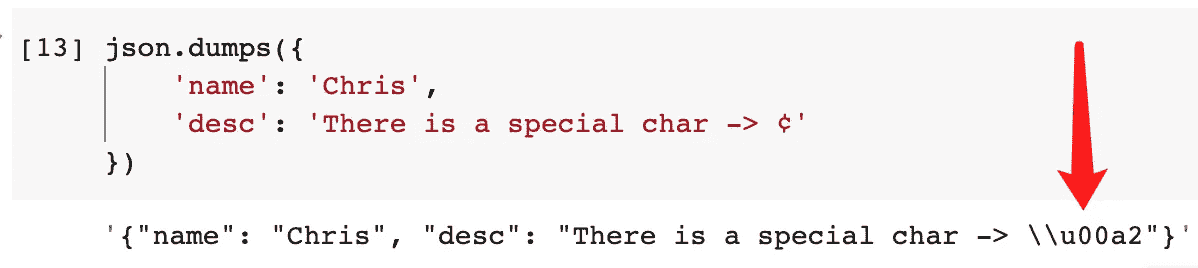 [13] json.dumps({
'name': 'Chris',
'desc': 'There is a special char -> ¢'
})
'{"name": "Chris", "desc": "There is a special char -> \\u00a2"}'